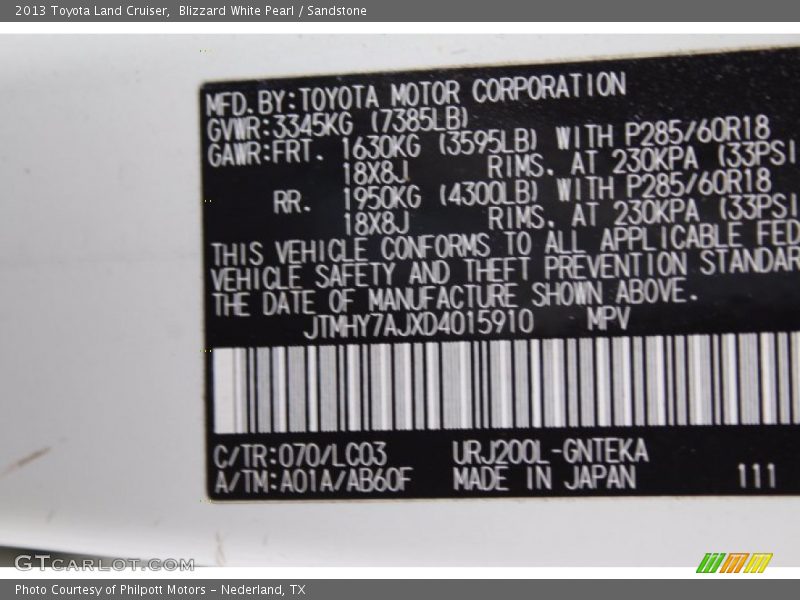 2013 Toyota Land Cruiser,  Blizzard White Pearl / Sandstone
MFD.BY:TOYOTA MOTOR CORPORATION
GVWR:3345KG (7385LB)
GAWR:FRT. 1630KG (3595LB) WITH P285/60R18
18X8J RIMS. AT 230KPA (33PSI
RR. 1950KG (4300LB) WITH P285/60R18
18X8J RIMS. AT 230KPA (33PSI
THIS VEHICLE CONFORMS TO ALL APPLICABLE FED
VEHICLE SAFETY AND THEFT PREVENTION STANDAR
THE DATE OF MANUFACTURE SHOWN ABOVE.
JTMHY7AJXD4015910 MPV
C/TR:070/LC03 URJ200L-GNTEKA
A/TM:A01A/AB60F MADE IN JAPAN 111
GTCARLOT.COM
Photo Courtesy of Philpott Motors - Nederland, TX